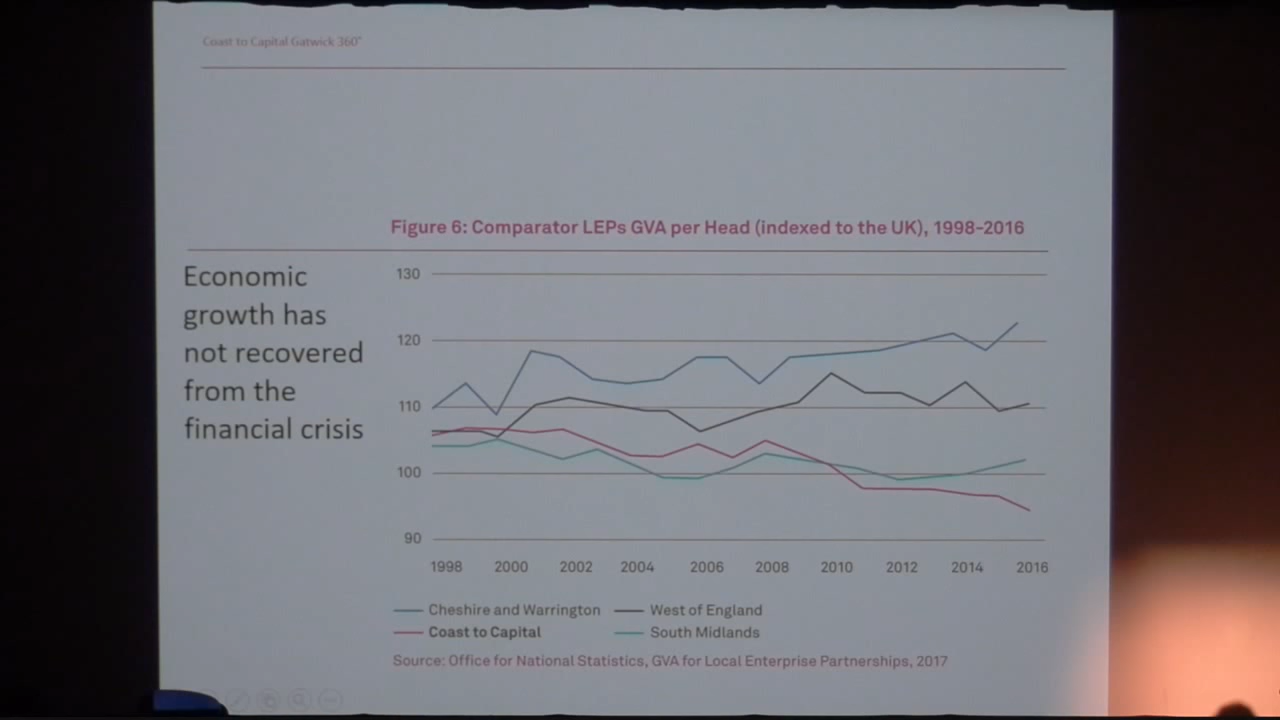 Coast to Capital Gatwick 360°
Figure 6: Comparator LEPs GVA per Head (indexed to the UK), 1998-2016
Economic
growth has
not recovered
from the
financial crisis
130
120
110
100
90
1998 2000 2002 2004 2006 2008 2010 2012 2014 2016
Cheshire and Warrington West of England
Coast to Capital South Midlands
Source: Office for National Statistics, GVA for Local Enterprise Partnerships, 2017